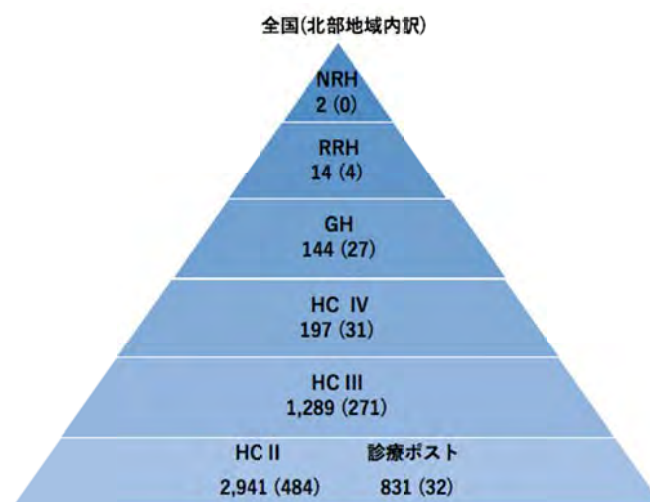 全国(北部地域内訳)
NRH
2 (0)
RRH
14 (4)
GH
144 (27)
HC IV
197 (31)
HC III
1,289 (271)
HC II 診療ポスト
2,941 (484) 831 (32)